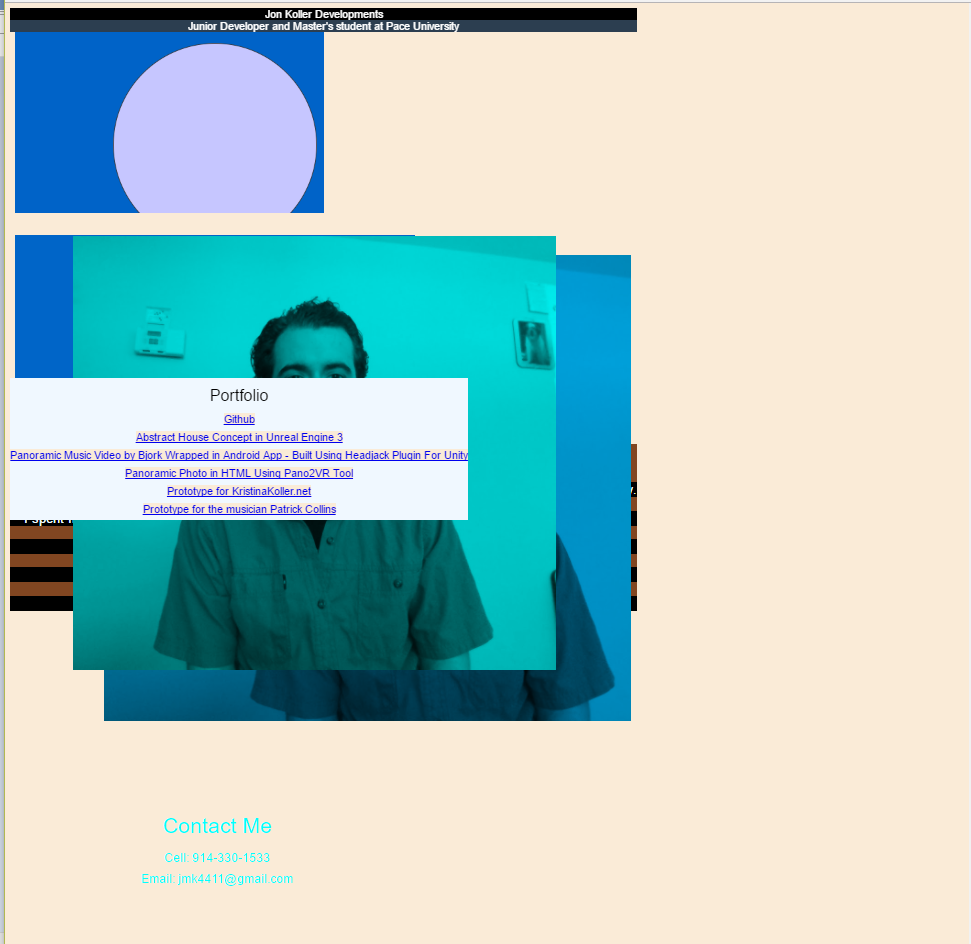 Jon Koller Developments
Junior Developer and Master's student at Pace University
Portfolio
Github
Abstract House Concept in Unreal Engine 3
Panoramic Music Video by Bjork Wrapped in Android App - Built Using Headjack Plugin For Unity
Panoramic Photo in HTML Using Pano2VR Tool
Prototype for KristinaKoller.net
Prototype for the musician Patrick Collins
I spent
Contact Me
Cell: 914-330-1533
Email: jmk4411@gmail.com